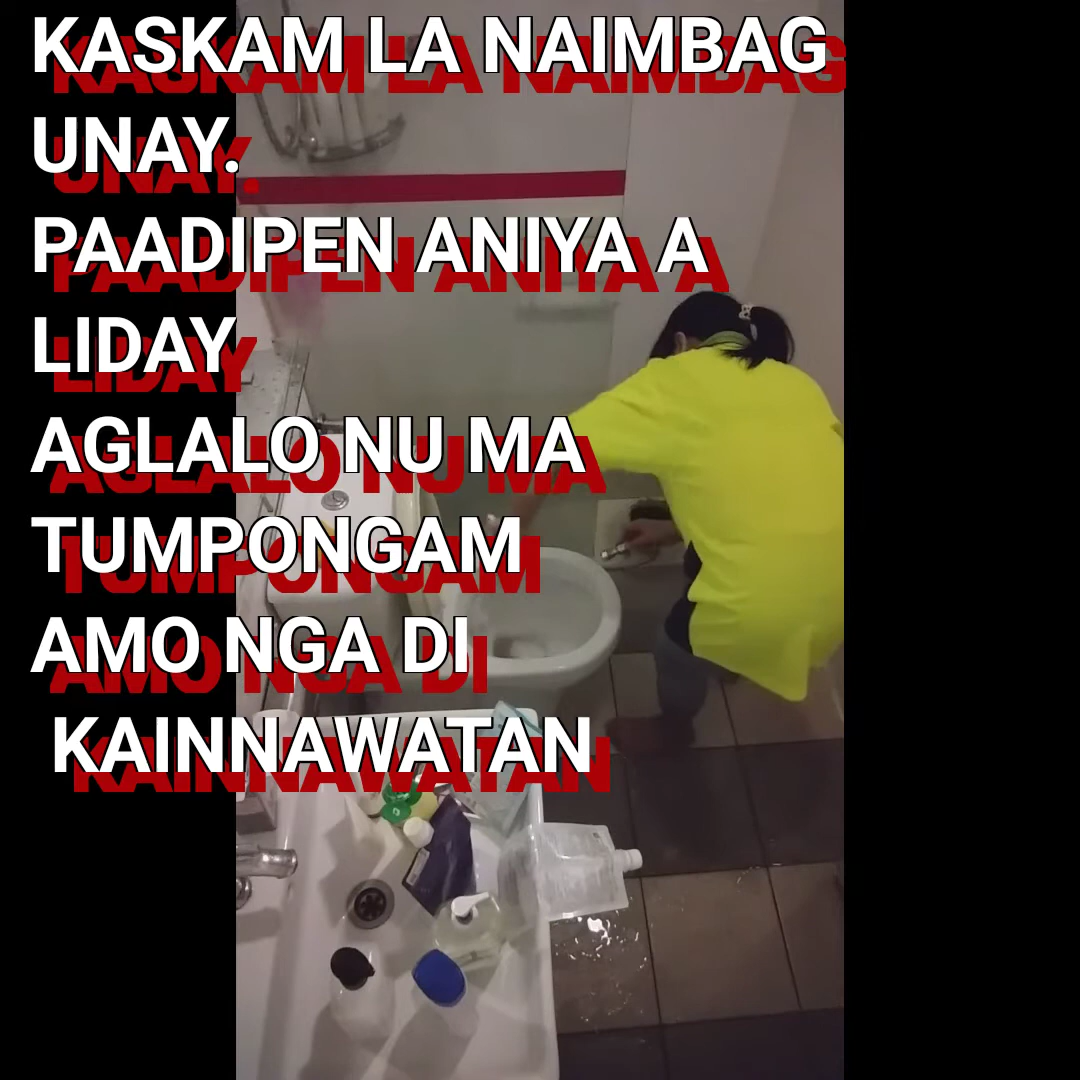 KASKAM LA NAIMBAG
UNAY.
PAADIPEN ANIYA A
LIDAY
AGLALO NU MA
TUMPONGAM
AMO NGA DI
KAINNAWATAN